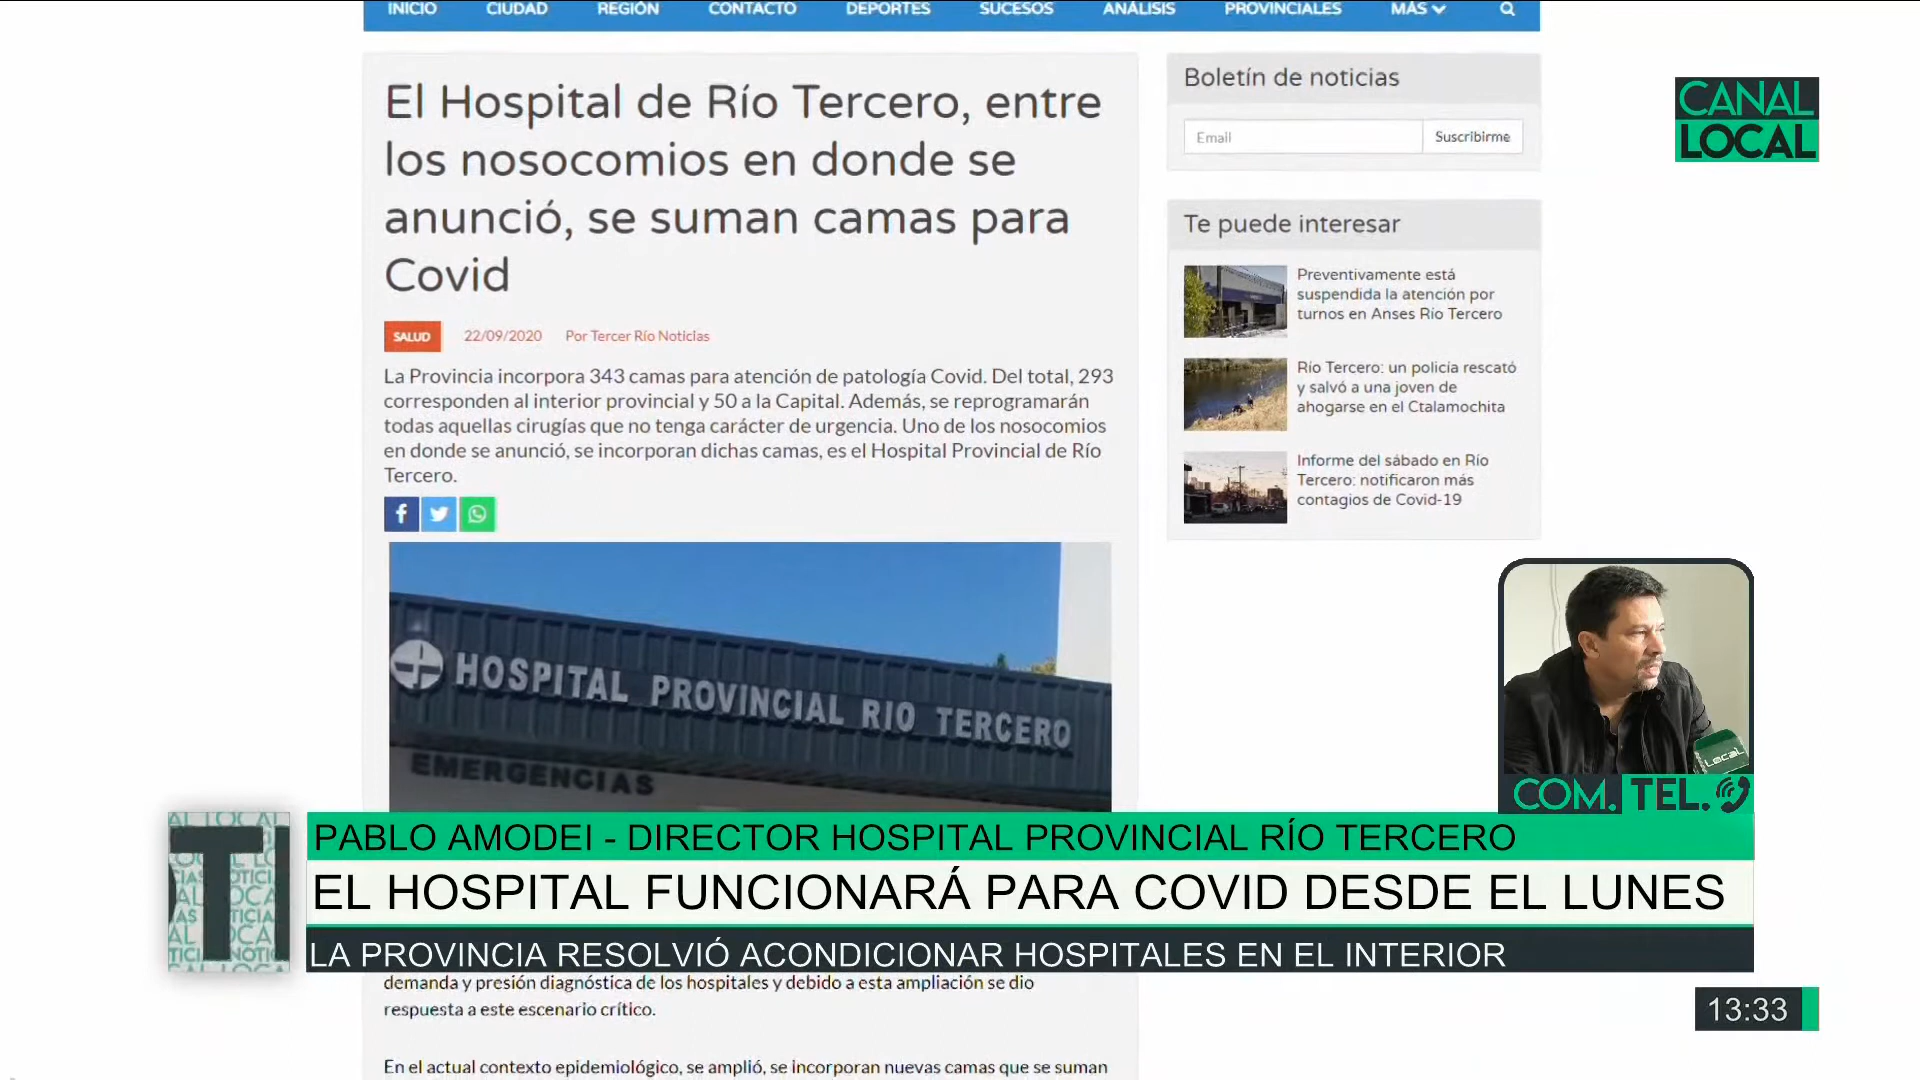 INICIO CIUDAD REGIÓN CONTACTO DEPORTES SUCESOS ANÁLISIS PROVINCIALES MÁS
El Hospital de Río Tercero, entre
los nosocomios en donde se
anunció, se suman camas para
Covid
SALUD 22/09/2020 Por Tercer Río Noticias
La Provincia incorpora 343 camas para atención de patología Covid. Del total, 293
corresponden al interior provincial y 50 a la Capital. Además, se reprogramarán
todas aquellas cirugías que no tenga carácter de urgencia. Uno de los nosocomios
en donde se anunció, se incorporan dichas camas, es el Hospital Provincial de Río
Tercero.
HOSPITAL PROVINCIAL RIO TERCERO
EMERGENCIAS
Boletín de noticias
Email Suscribirme
Te puede interesar
Preventivamente está
suspendida la atención por
turnos en Anses Río Tercero
Río Tercero: un policía rescató
y salvó a una joven de
ahogarse en el Ctalamochita
Informe del sábado en Río
Tercero: notificaron más
contagios de Covid-19
CANAL
LOCAL
Local
COM. TEL.
PABLO AMODEI - DIRECTOR HOSPITAL PROVINCIAL RÍO TERCERO
EL HOSPITAL FUNCIONARÁ PARA COVID DESDE EL LUNES
LA PROVINCIA RESOLVIÓ ACONDICIONAR HOSPITALES EN EL INTERIOR
demanda y presión diagnóstica de los hospitales y debido a esta ampliación se dio
respuesta a este escenario crítico.
En el actual contexto epidemiológico, se amplió, se incorporan nuevas camas que se suman
13:33